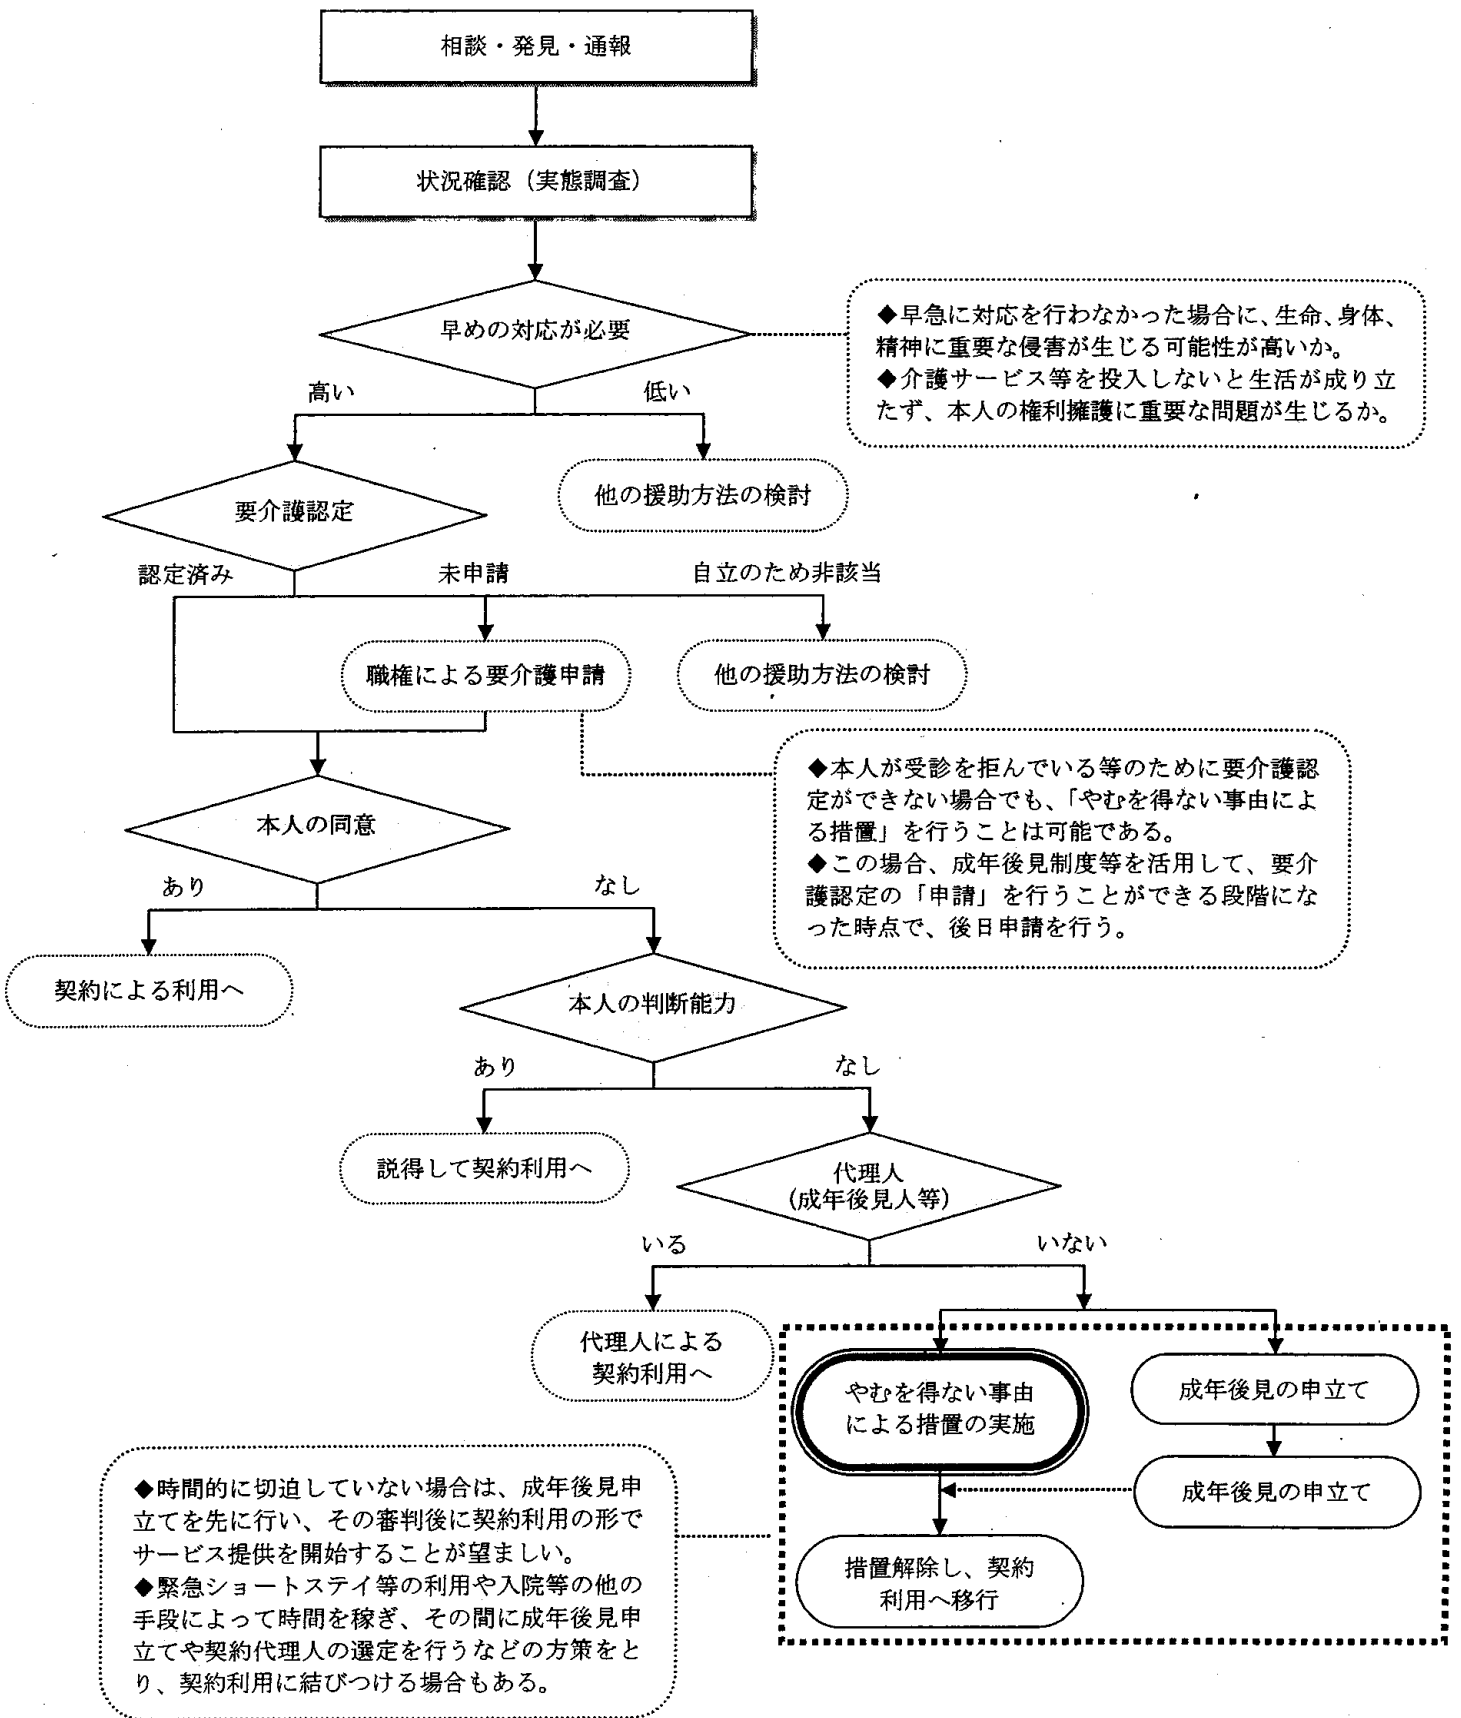 相談・発見・通報
状況確認（実態調査）
早めの対応が必要
◆早急に対応を行わなかった場合に、生命、身体、
精神に重要な侵害が生じる可能性が高いか。
◆介護サービス等を投入しないと生活が成り立
たず、本人の権利擁護に重要な問題が生じるか。
高い
低い
要介護認定
他の援助方法の検討
認定済み
未申請
自立のため非該当
職権による要介護申請
他の援助方法の検討
◆本人が受診を拒んでいる等のために要介護認
定ができない場合でも、「やむを得ない事由によ
る措置」を行うことは可能である。
◆この場合、成年後見制度等を活用して、要介
護認定の「申請」を行うことができる段階にな
った時点で、後日申請を行う。
本人の同意
あり
なし
契約による利用へ
本人の判断能力
あり
なし
説得して契約利用へ
代理人
(成年後見人等)
いる
いない
代理人による
契約利用へ
やむを得ない事由
による措置の実施
成年後見の申立て
成年後見の申立て
措置解除し、契約
利用へ移行
◆時間的に切迫していない場合は、成年後見申
立てを先に行い、その審判後に契約利用の形で
サービス提供を開始することが望ましい。
◆緊急ショートステイ等の利用や入院等の他の
手段によって時間を稼ぎ、その間に成年後見申
立てや契約代理人の選定を行うなどの方策をと
り、契約利用に結びつける場合もある。